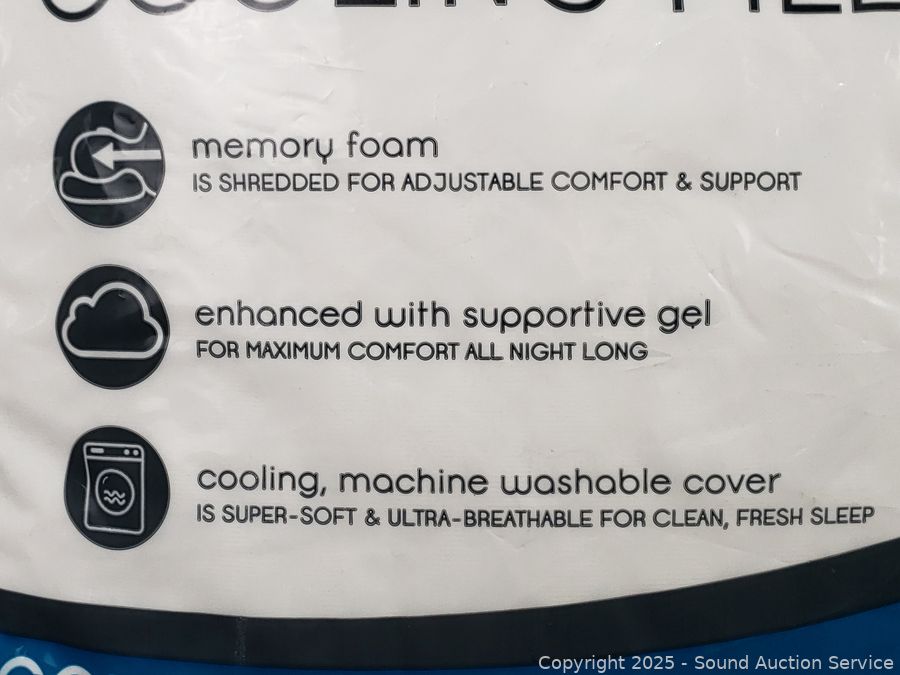 COOLING
memory foam
IS SHREDDED FOR ADJUSTABLE COMFORT & SUPPORT
enhanced with supportive gel
FOR MAXIMUM COMFORT ALL NIGHT LONG
cooling, machine washable cover
IS SUPER-SOFT & ULTRA-BREATHABLE FOR CLEAN, FRESH SLEEP
Copyright 2025 - Sound Auction Service